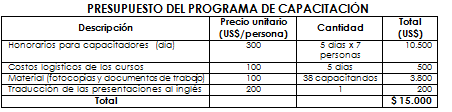 PRESUPUESTO DEL PROGRAMA DE CAPACITACIÓN
Descripción Precio unitario (US$/persona) Cantidad Total (US$)
Honorarios para capacitadores (día) 300 5 días x 7 personas 10.500
Costos logísticos de los cursos 100 5 días 500
Material (fotocopias y documentos de trabajo) 100 38 capacitandos 3.800
Traducción de las presentaciones al inglés 200 1 200
Total $ 15.000